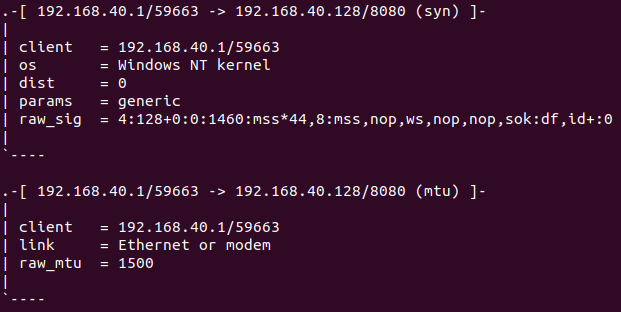 .-[ 192.168.40.1/59663 -> 192.168.40.128/8080 (syn) ]-
|
| client   = 192.168.40.1/59663
| os       = Windows NT kernel
| dist     = 0
| params   = generic
| raw_sig  = 4:128+0:0:1460:mss*44,8:mss,nop,ws,nop,nop,sok:df,id+:0
|
`----

.-[ 192.168.40.1/59663 -> 192.168.40.128/8080 (mtu) ]-
|
| client   = 192.168.40.1/59663
| link     = Ethernet or modem
| raw_mtu  = 1500
|
`----